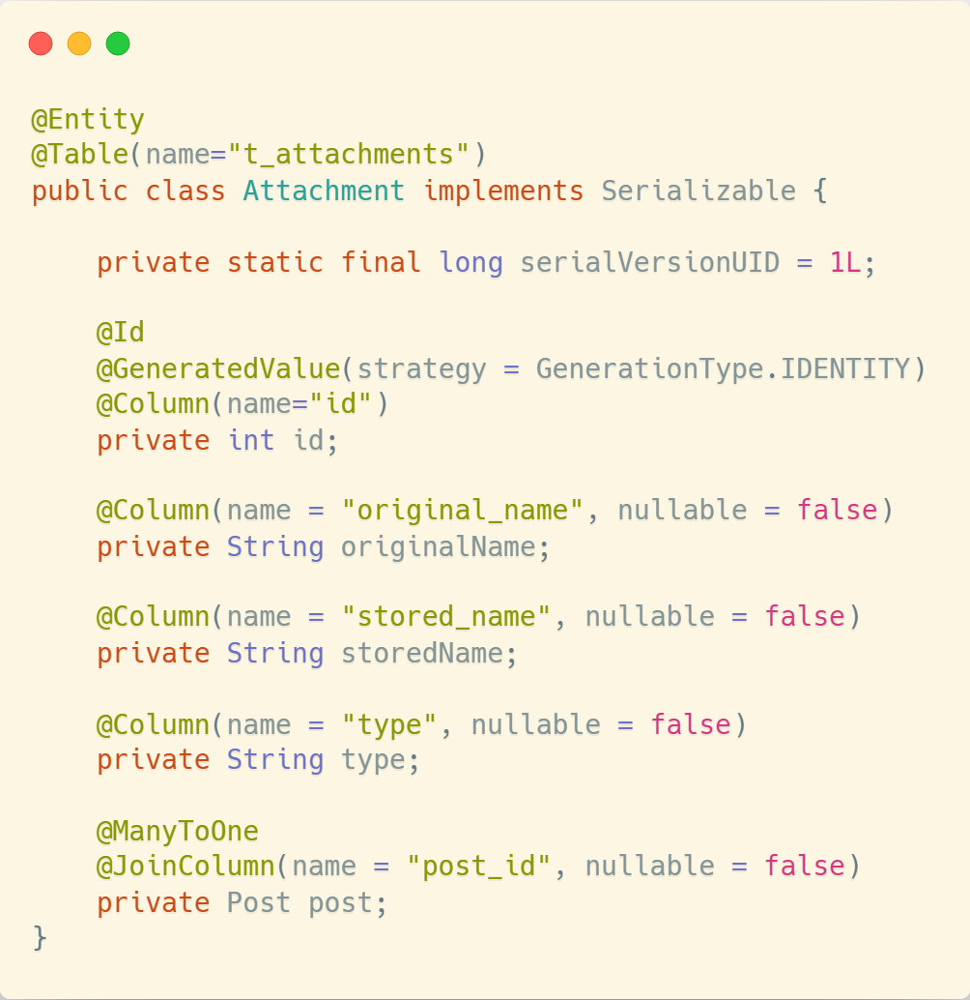 @Entity
@Table(name="t_attachments")
public class Attachment implements Serializable {
private static final long serialVersionUID = 1L;
@Id
@GeneratedValue(strategy = GenerationType.IDENTITY)
@Column(name="id")
private int id;
@Column(name = "original_name", nullable = false)
private String originalName;
@Column(name = "stored_name", nullable = false)
private String storedName;
@Column(name = "type", nullable = false)
private String type;
@ManyToOne
@JoinColumn(name = "post_id", nullable = false)
private Post post;
}